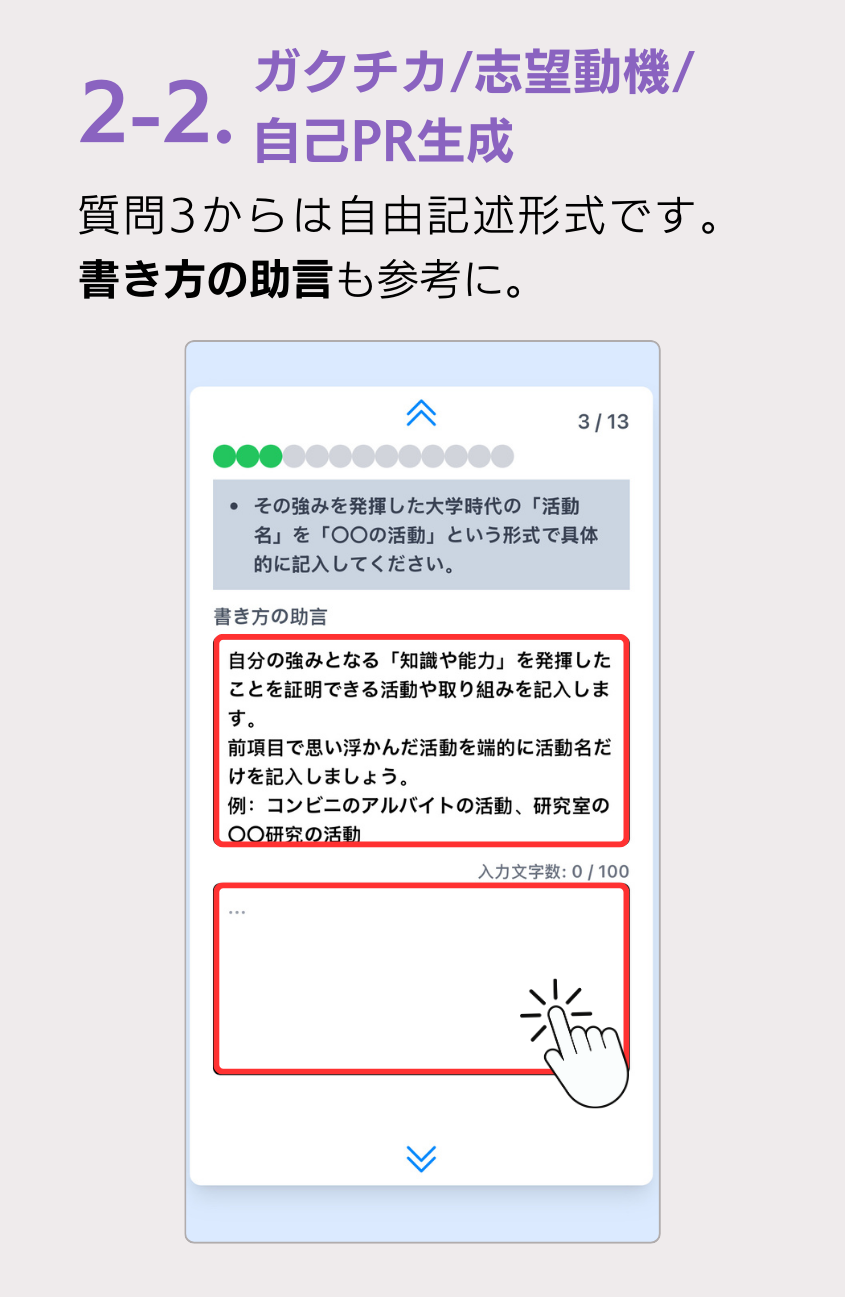 2-2.
ガクチカ/志望動機/
自己PR生成
質問3からは自由記述形式です。
書き方の助言も参考に。
3 / 13
• その強みを発揮した大学時代の「活動
名」を「〇〇の活動」という形式で具体
的に記入してください。
書き方の助言
自分の強みとなる「知識や能力」を発揮した
ことを証明できる活動や取り組みを記入しま
す。
前項目で思い浮かんだ活動を端的に活動名だ
けを記入しましょう。
例: コンビニのアルバイトの活動、研究室の
〇〇研究の活動
入力文字数: 0 / 100
...